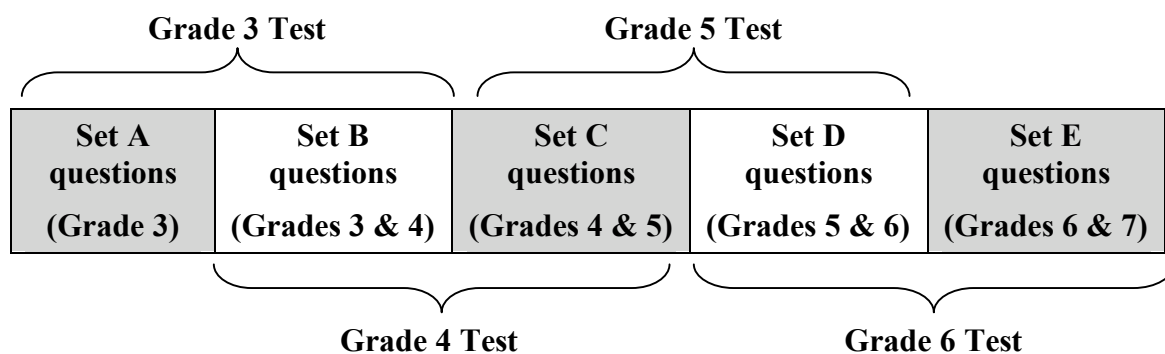 Grade 3 Test
Grade 5 Test
Set A
questions
(Grade 3)
Set B
questions
(Grades 3 & 4)
Set C
questions
(Grades 4 & 5)
Set D
questions
(Grades 5 & 6)
Set E
questions
(Grades 6 & 7)
Grade 4 Test
Grade 6 Test